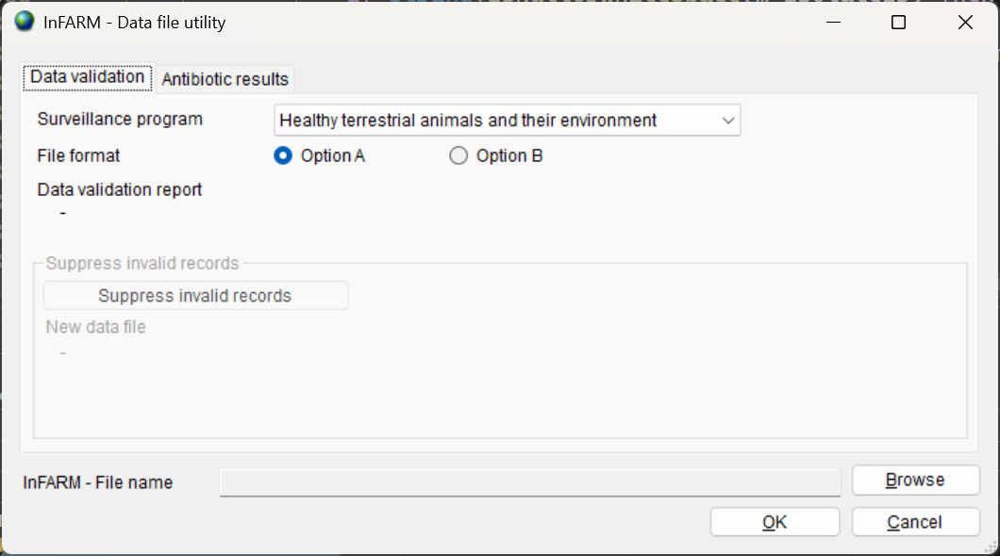 InFARM - Data file utility
Data validation Antibiotic results
Surveillance program Healthy terrestrial animals and their environment
File format Option A Option B
Data validation report
-
Suppress invalid records
Suppress invalid records
New data file
-
InFARM - File name Browse
OK Cancel